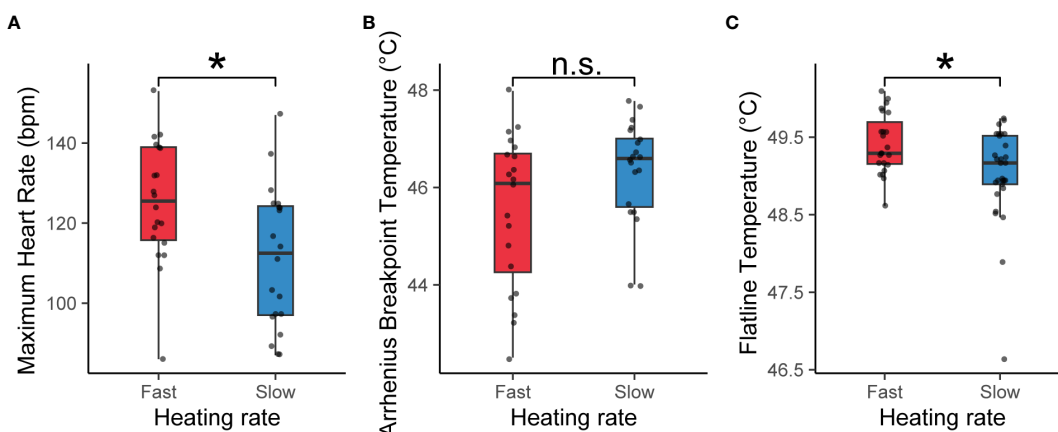 A
Maximum Heart Rate (bpm)
140
120
100
*
Fast
Slow
Heating rate
B
Arrhenius Breakpoint Temperature (°C)
48
46
44
n.s.
Fast
Slow
Heating rate
C
Flatline Temperature (°C)
49.5
48.5
47.5
46.5
*
Fast
Slow
Heating rate